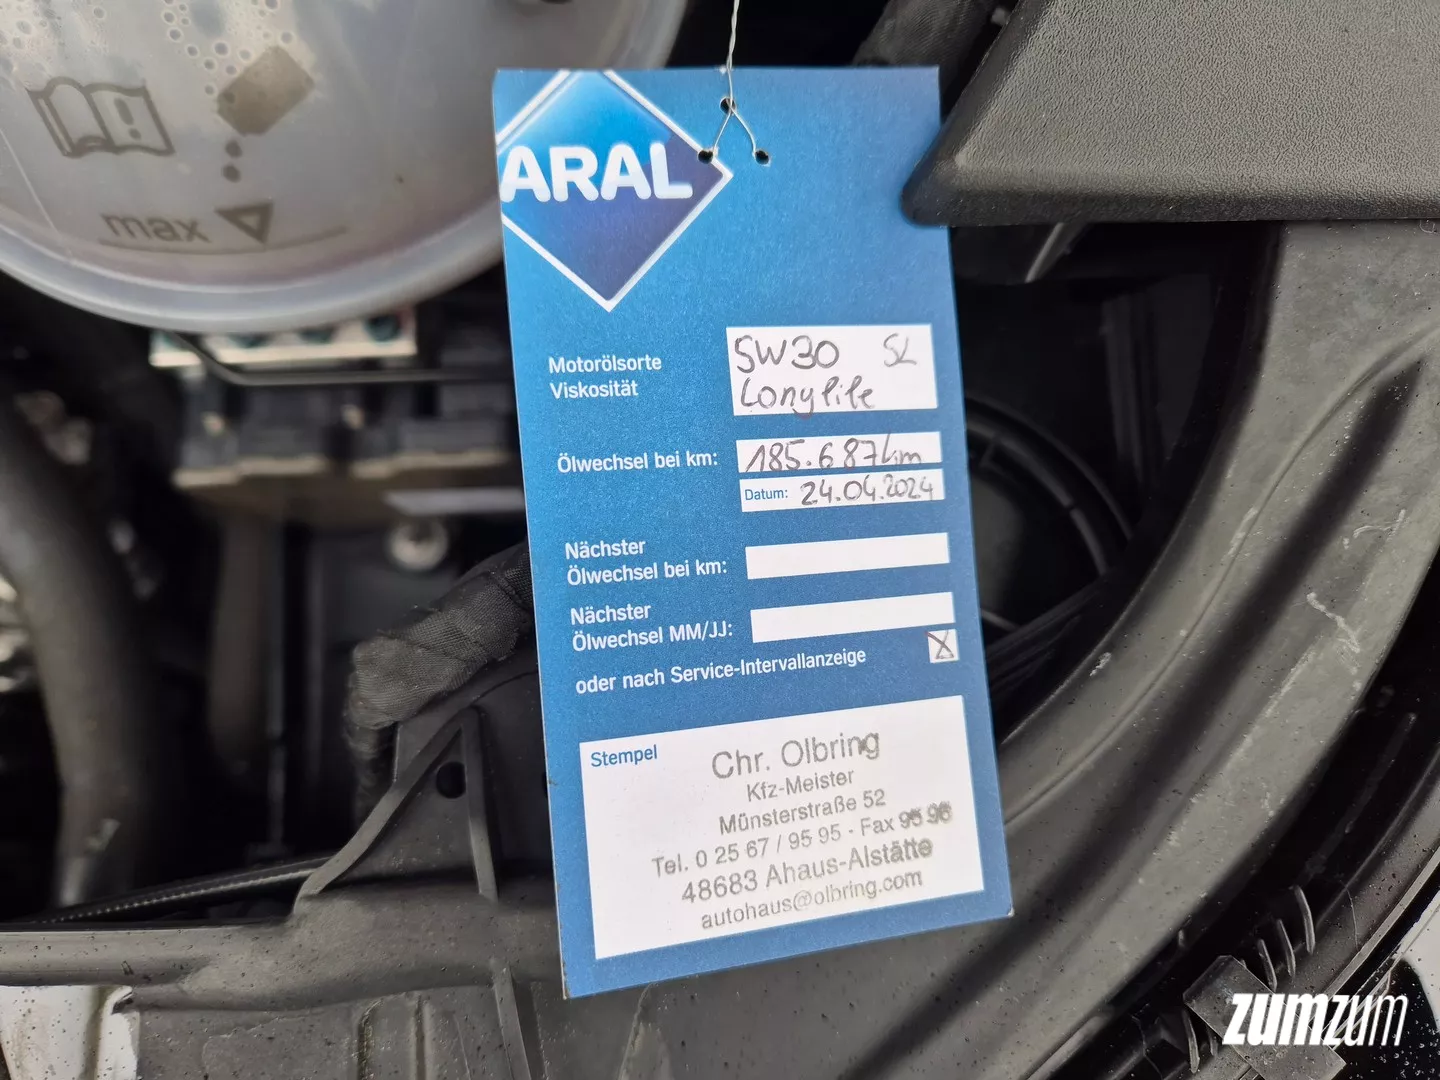 max
ARAL
Motorölsorte
Viskosität
5W30 5L
Longlife
Ölwechsel bei km: 185.687km
Datum: 24.04.2024
Nächster
Ölwechsel bei km:
Nächster
Ölwechsel MM/JJ:
oder nach Service-Intervallanzeige X
Stempel
Chr. Olbring
Kfz-Meister
Münsterstraße 52
Tel. 0 25 67 / 95 95 - Fax 95 96
48683 Ahaus-Alstätte
autohaus@olbring.com
zumzum